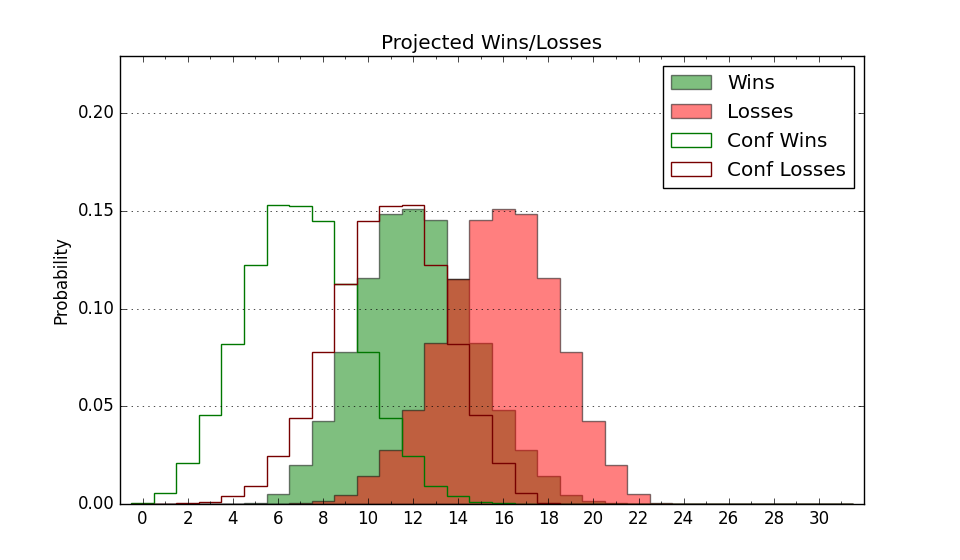 Projected Wins/Losses
Wins
Losses
Conf Wins
Conf Losses
Probability
0.20
0.15
0.10
0.05
0.00
0 2 4 6 8 10 12 14 16 18 20 22 24 26 28 30